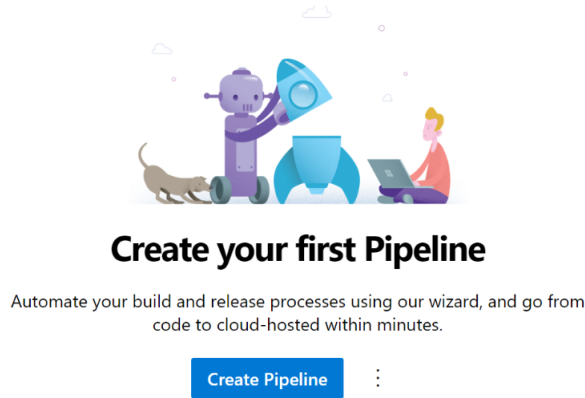 Create your first Pipeline
Automate your build and release processes using our wizard, and go from
code to cloud-hosted within minutes.
Create Pipeline